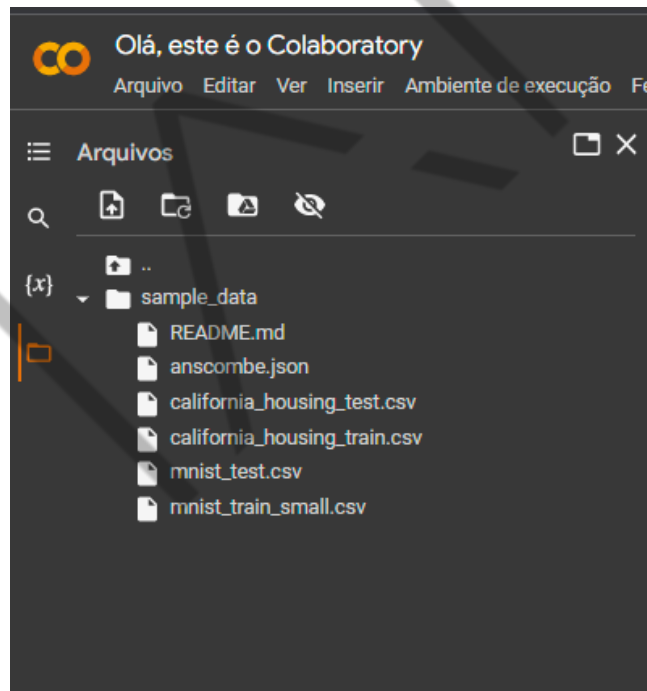 Olá, este é o Colaboratory
Arquivo Editar Ver Inserir Ambiente de execução Fe
Arquivos
{x}
..
sample_data
README.md
anscombe.json
california_housing_test.csv
california_housing_train.csv
mnist_test.csv
mnist_train_small.csv